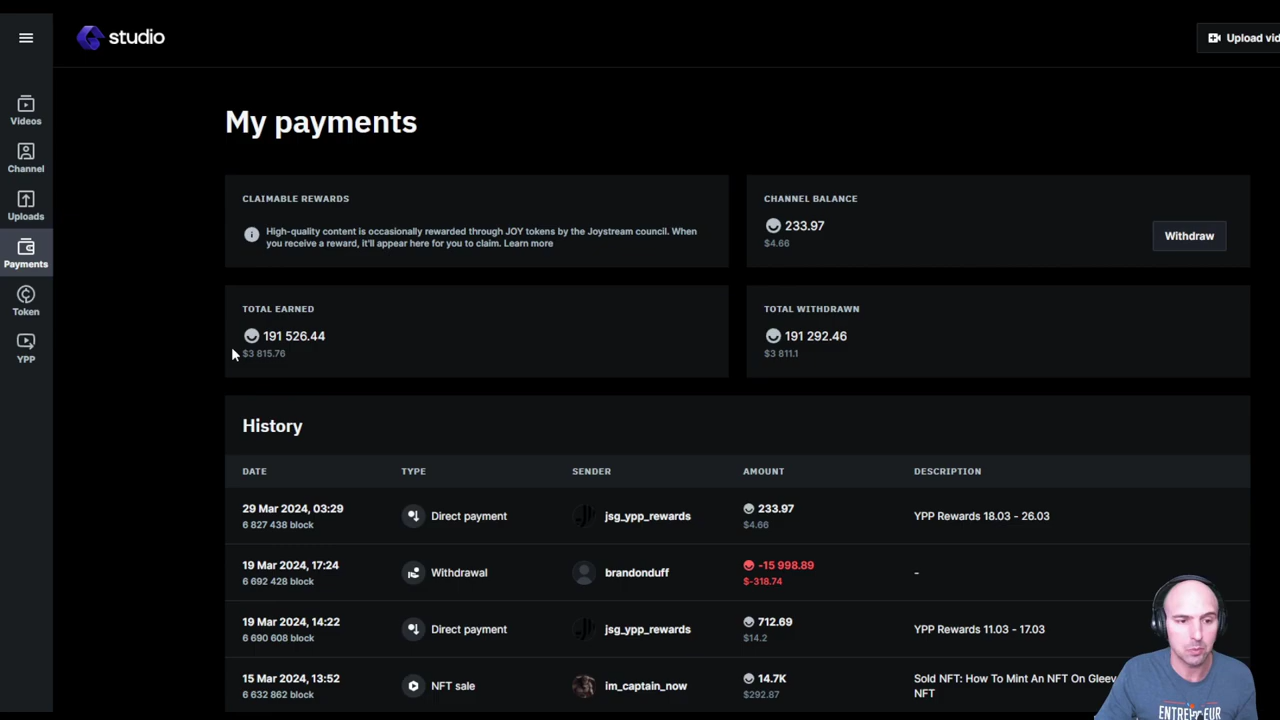 studio
Upload vid
Videos
Channel
Uploads
Payments
Token
YPP
My payments
CLAIMABLE REWARDS
High-quality content is occasionally rewarded through JOY tokens by the Joystream council. When
you receive a reward, it'll appear here for you to claim. Learn more
CHANNEL BALANCE
233.97
$4.66
Withdraw
TOTAL EARNED
191 526.44
$3 815.76
TOTAL WITHDRAWN
191 292.46
$3 811.1
History
DATE TYPE SENDER AMOUNT DESCRIPTION
29 Mar 2024, 03:29
6 827 438 block
Direct payment
jsg_ypp_rewards
233.97
$4.66
YPP Rewards 18.03 - 26.03
19 Mar 2024, 17:24
6 692 428 block
Withdrawal
brandonduff
-15 998.89
$-318.74
-
19 Mar 2024, 14:22
6 690 608 block
Direct payment
jsg_ypp_rewards
712.69
$14.2
YPP Rewards 11.03 - 17.03
15 Mar 2024, 13:52
6 632 862 block
NFT sale
im_captain_now
14.7K
$292.87
Sold NFT: How To Mint An NFT On Gleev
NFT